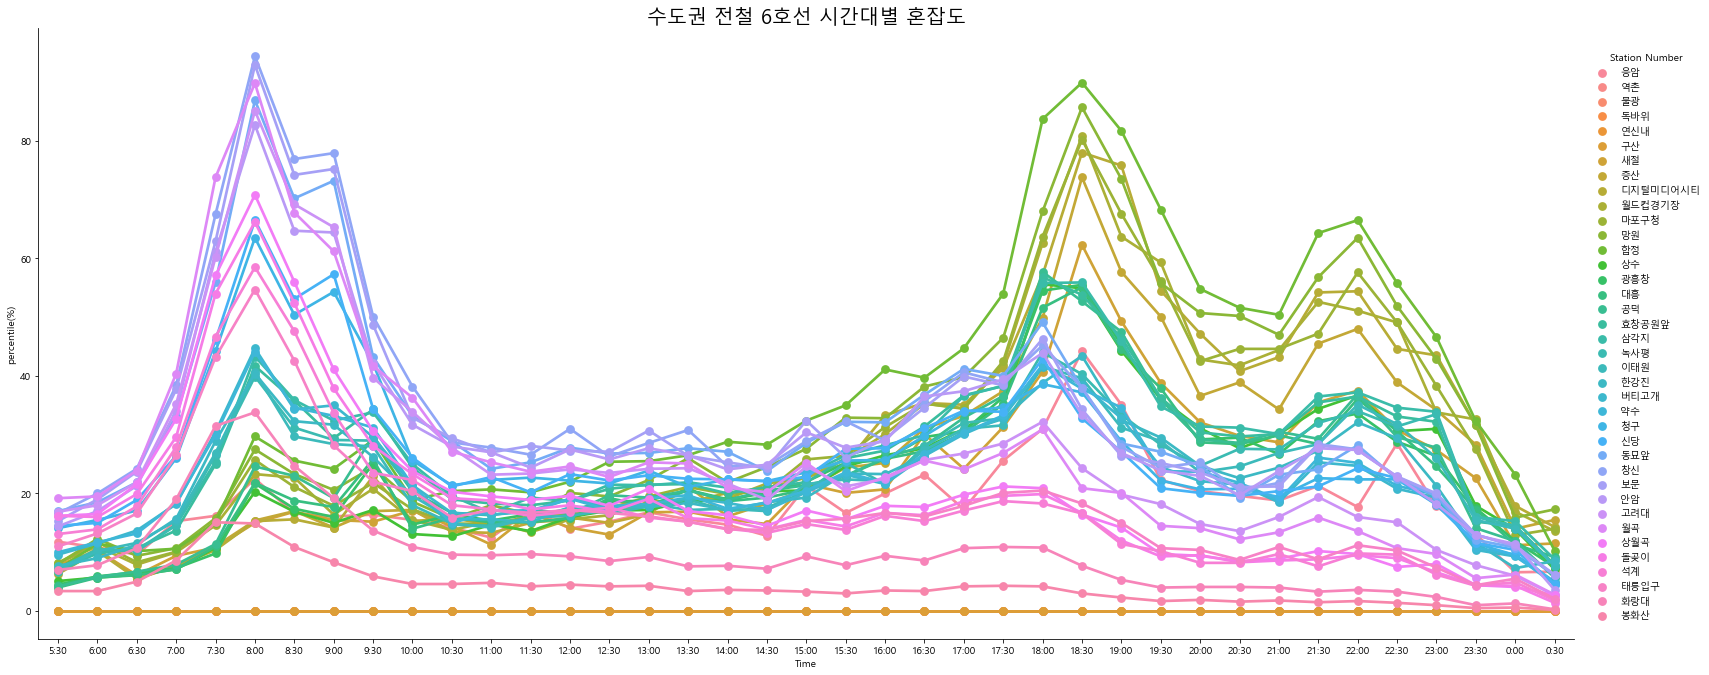 수도권 전철 6호선 시간대별 혼잡도
percentile(%)
80
60
40
20
0
5:30 6:00 6:30 7:00 7:30 8:00 8:30 9:00 9:30 10:00 10:30 11:00 11:30 12:00 12:30 13:00 13:30 14:00 14:30 15:00 15:30 16:00 16:30 17:00 17:30 18:00 18:30 19:00 19:30 20:00 20:30 21:00 21:30 22:00 22:30 23:00 23:30 0:00 0:30
Time
Station Number
응암
역촌
불광
독바위
연신내
구산
새절
증산
디지털미디어시티
월드컵경기장
마포구청
망원
합정
상수
광흥창
대흥
공덕
효창공원앞
삼각지
녹사평
이태원
한강진
버티고개
약수
청구
신당
동묘앞
창신
보문
안암
고려대
월곡
상월곡
돌곶이
석계
태릉입구
화랑대
봉화산